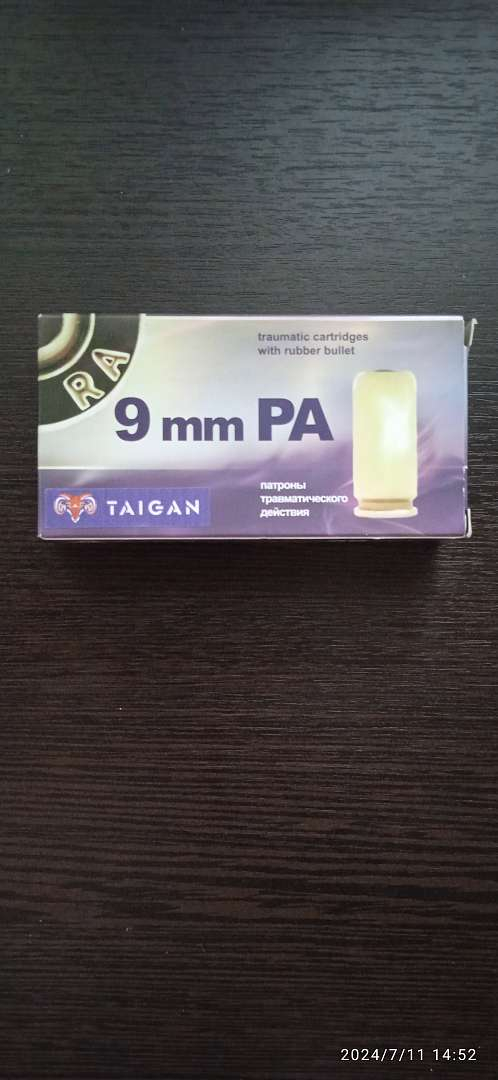 traumatic cartridges
with rubber bullet
RA
9 mm PA
патроны
травматического
действия
TAIGAN
2024/7/11 14:52